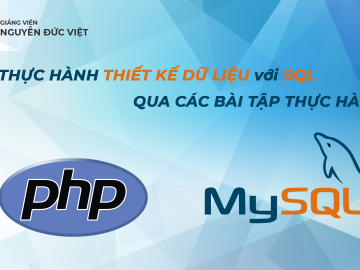 GIẢNG VIÊN
NGUYỄN ĐỨC VIỆT
THỰC HÀNH THIẾT KẾ DỮ LIỆU với SQL
QUA CÁC BÀI TẬP THỰC HÀ
php
MySQL